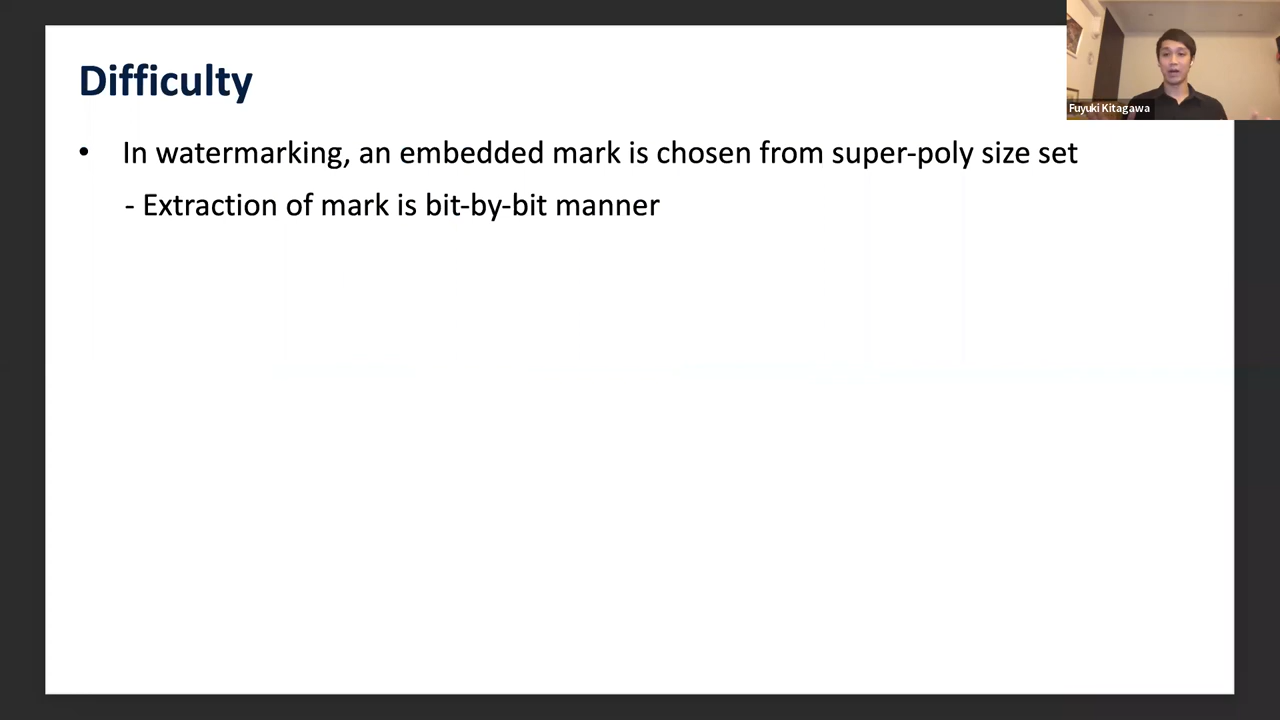 Difficulty
Fuyuki Kitagawa
• In watermarking, an embedded mark is chosen from super-poly size set
- Extraction of mark is bit-by-bit manner